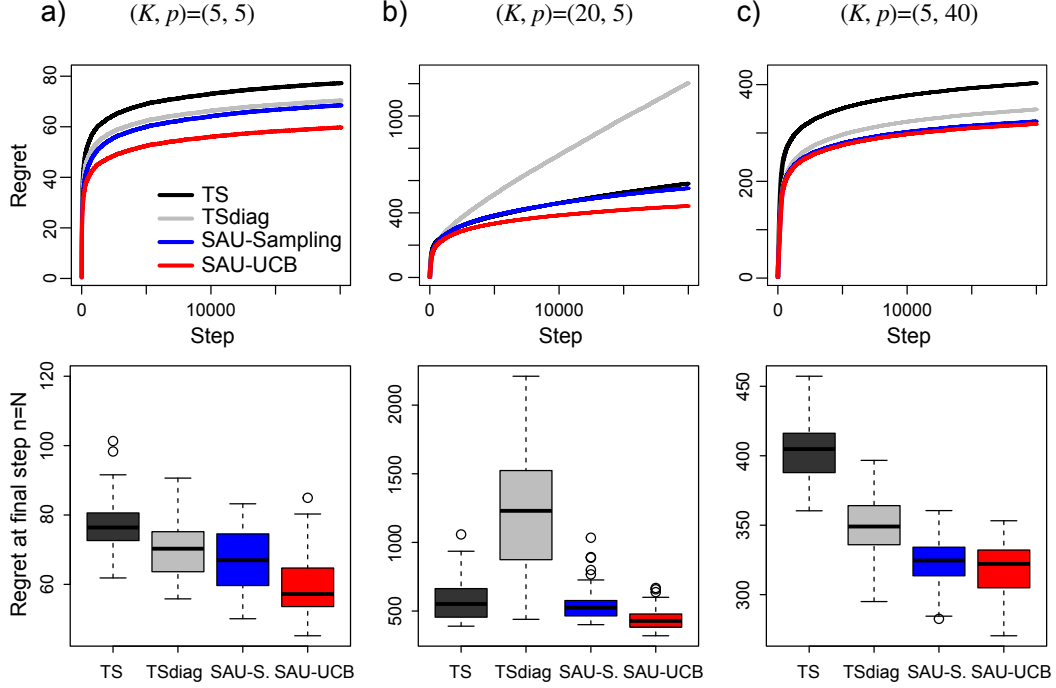 a) (K, p)=(5, 5)
b) (K, p)=(20, 5)
c) (K, p)=(5, 40)
Regret
80
60
40
20
0
TS
TSdiag
SAU-Sampling
SAU-UCB
0 10000
Step
1000
400
0
0 10000
Step
400
200
0
0 10000
Step
Regret at final step n=N
120
100
80
60
TS TSdiag SAU-S. SAU-UCB
2000
1500
1000
500
TS TSdiag SAU-S. SAU-UCB
450
400
350
300
TS TSdiag SAU-S. SAU-UCB